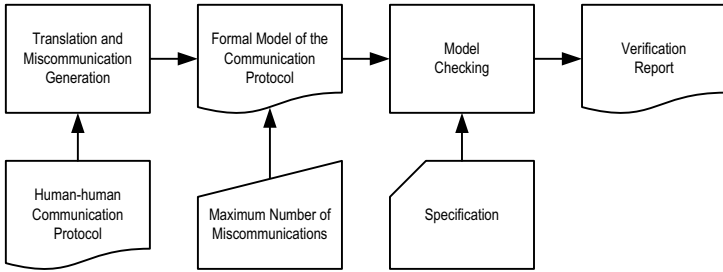 Translation and
Miscommunication
Generation
Formal Model of the
Communication
Protocol
Model
Checking
Verification
Report
Human-human
Communication
Protocol
Maximum Number of
Miscommunications
Specification